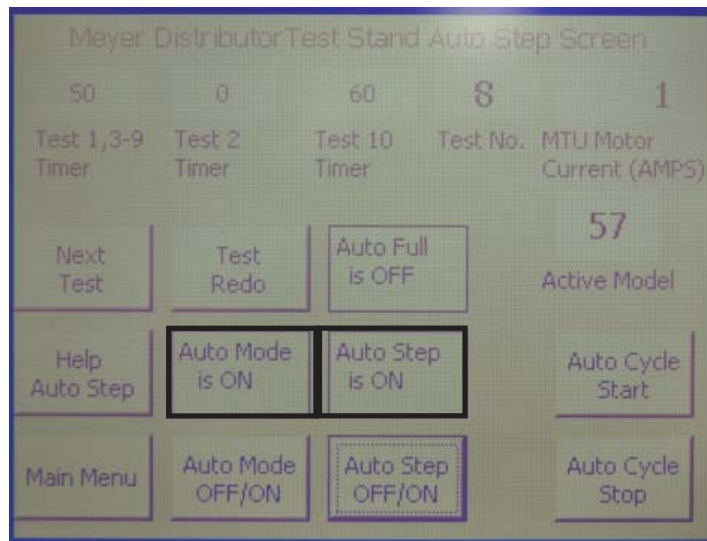 Meyer Distributor Test Stand Auto Step Screen
50 0 60 8 1
Test 1,3-9 Test 2 Test 10 Test No. MTU Motor
Timer Timer Timer Current (AMPS)
57
Active Model
Next
Test
Test
Redo
Auto Full
is OFF
Help
Auto Step
Auto Mode
is ON
Auto Step
is ON
Auto Cycle
Start
Main Menu
Auto Mode
OFF/ON
Auto Step
OFF/ON
Auto Cycle
Stop